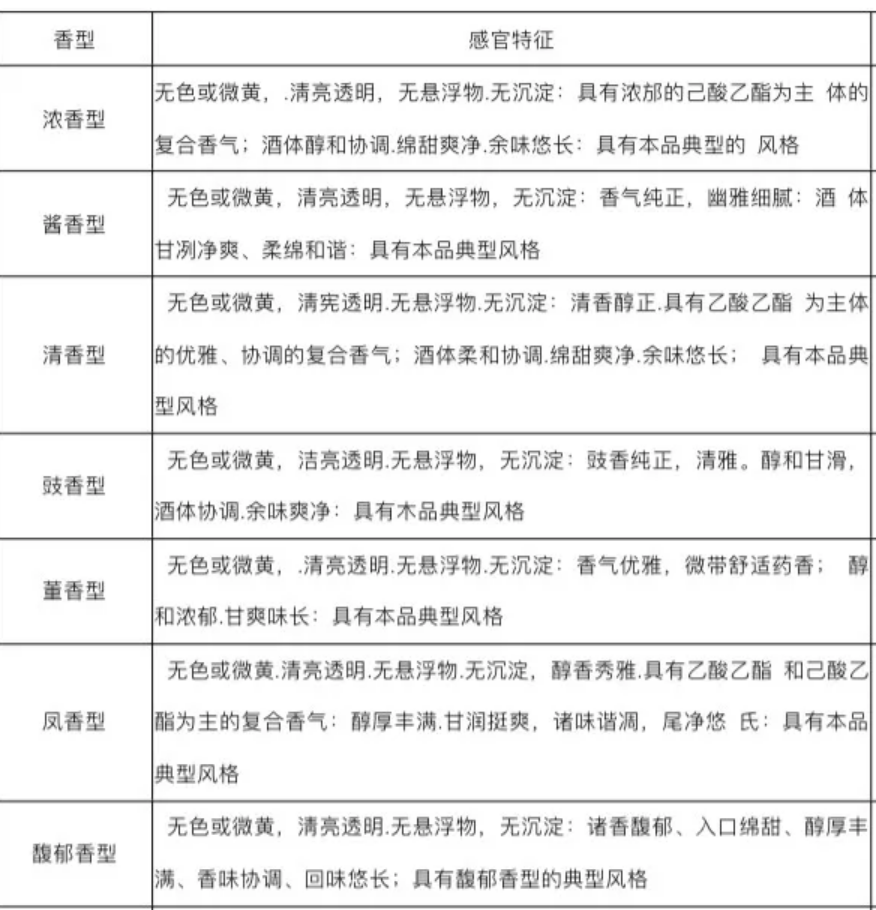 香型 感官特征
浓香型
无色或微黄，.清亮透明，无悬浮物.无沉淀：具有浓邡的己酸乙酯为主 体的
复合香气；酒体醇和协调.绵甜爽净.余味悠长：具有本品典型的 风格
酱香型
无色或微黄，清亮透明，无悬浮物，无沉淀：香气纯正，幽雅细腻：酒 体
甘冽净爽、柔绵和谐：具有本品典型风格
清香型
无色或微黄，清宪透明.无悬浮物.无沉淀：清香醇正.具有乙酸乙酯 为主体
的优雅、协调的复合香气；酒体柔和协调.绵甜爽净.余味悠长； 具有本品典
型风格
豉香型
无色或微黄，洁亮透明.无悬浮物，无沉淀：豉香纯正，清雅。醇和甘滑，
酒体协调.余味爽净：具有木品典型风格
董香型
无色或微黄，.清亮透明.无悬浮物.无沉淀：香气优雅，微带舒适药香； 醇
和浓郁.甘爽味长：具有本品典型风格
凤香型
无色或微黄.清亮透明.无悬浮物.无沉淀，醇香秀雅.具有乙酸乙酯 和己酸乙
酯为主的复合香气：醇厚丰满.甘润挺爽，诸味谐凋，尾净悠 氏：具有本品
典型风格
馥郁香型
无色或微黄，清亮透明.无悬浮物，无沉淀：诸香馥郁、入口绵甜、醇厚丰
满、香味协调、回味悠长；具有馥郁香型的典型风格